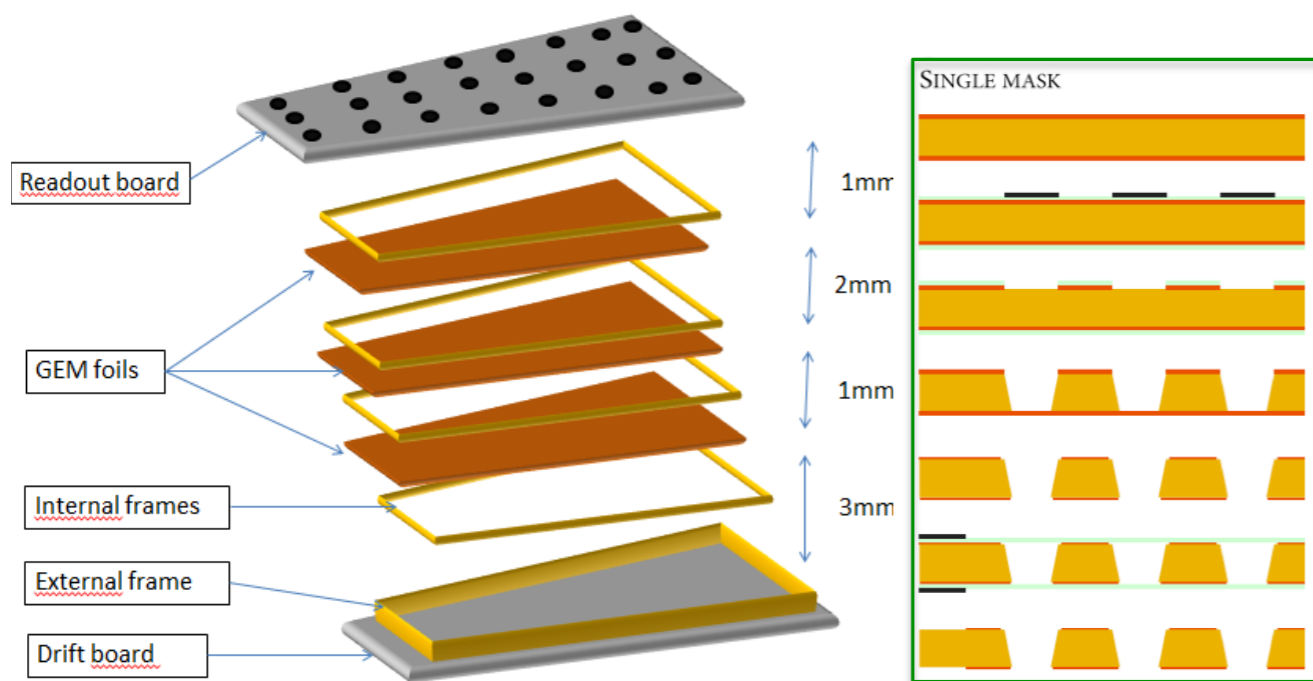 SINGLE MASK
Readout board
1mm
2mm
GEM foils
1mm
Internal frames
3mm
External frame
Drift board